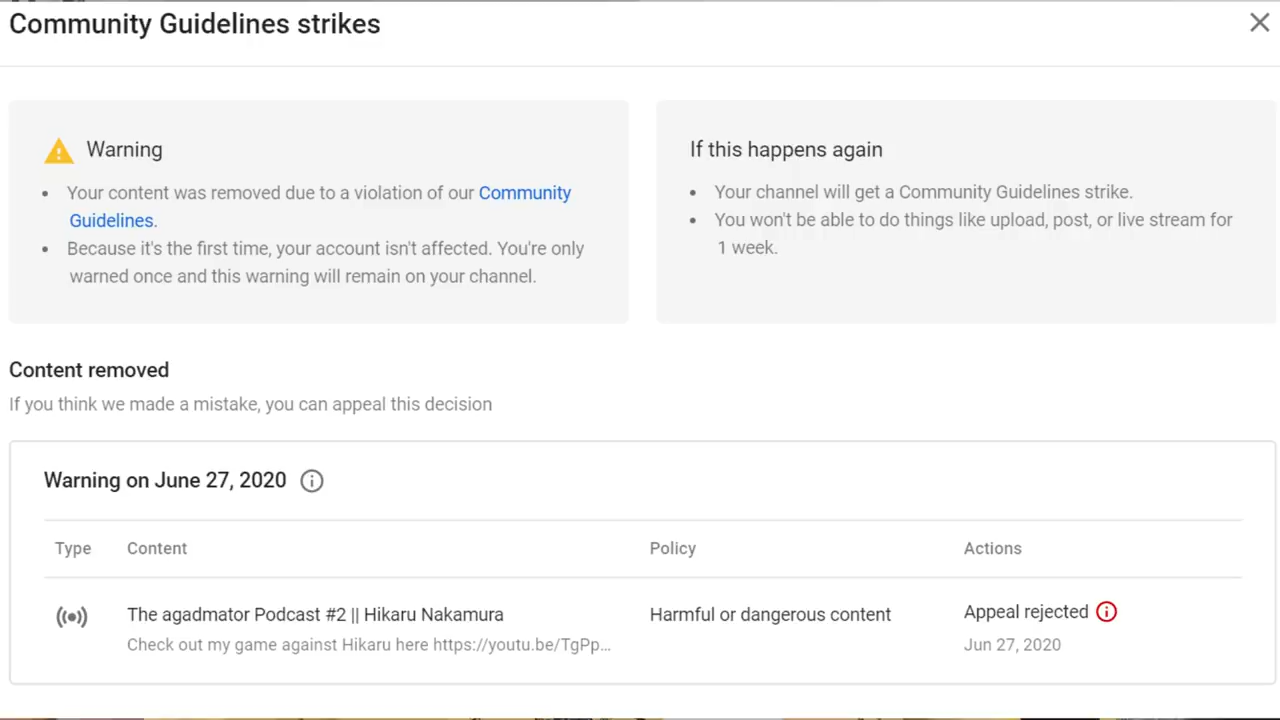 Community Guidelines strikes
Warning
Your content was removed due to a violation of our Community
Guidelines.
Because it's the first time, your account isn't affected. You're only
warned once and this warning will remain on your channel.
If this happens again
Your channel will get a Community Guidelines strike.
You won't be able to do things like upload, post, or live stream for
1 week.
Content removed
If you think we made a mistake, you can appeal this decision
Warning on June 27, 2020
Type Content Policy Actions
The agadmator Podcast #2 || Hikaru Nakamura Harmful or dangerous content Appeal rejected
Check out my game against Hikaru here https://youtu.be/TgPp... Jun 27, 2020